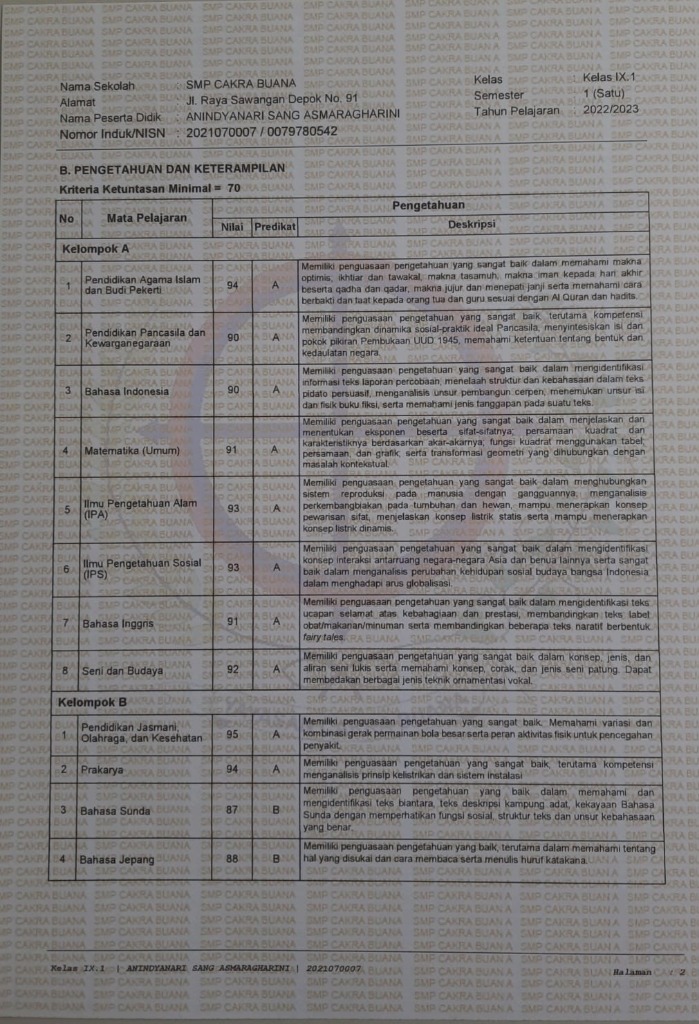 Nama Sekolah : SMP CAKRA BUANA
Alamat : Jl. Raya Sawangan Depok No. 91
Nama Peserta Didik : ANINDYANARI SANG ASMARAGHARINI
Nomor Induk/NISN : 2021070007 / 0079780542
Kelas : Kelas IX.1
Semester : 1 (Satu)
Tahun Pelajaran : 2022/2023
B. PENGETAHUAN DAN KETERAMPILAN
Kriteria Ketuntasan Minimal = 70
No Mata Pelajaran Pengetahuan
Nilai Predikat Deskripsi
Kelompok A
1 Pendidikan Agama Islam dan Budi Pekerti 94 A
Memiliki penguasaan pengetahuan yang sangat baik dalam memahami makna
optimis, ikhtiar dan tawakal, makna tasamuh, makna iman kepada hari akhir
beserta qadha dan qadar, makna jujur dan menepati janji serta memahami cara
berbakti dan taat kepada orang tua dan guru sesuai dengan Al Quran dan hadits.
2 Pendidikan Pancasila dan Kewarganegaraan 90 A
Memiliki penguasaan pengetahuan yang sangat baik, terutama kompetensi
membandingkan dinamika sosial-praktik ideal Pancasila, menyintesiskan isi dan
pokok pikiran Pembukaan UUD 1945, memahami ketentuan tentang bentuk dan
kedaulatan negara.
3 Bahasa Indonesia 90 A
Memiliki penguasaan pengetahuan yang sangat baik dalam mengidentifikasi
informasi teks laporan percobaan, menelaah struktur dan kebahasaan dalam teks
pidato persuasif, menganalisis unsur pembangun cerpen, menemukan unsur isi
dan fisik buku fiksi, serta memahami jenis tanggapan pada suatu teks.
4 Matematika (Umum) 91 A
Memiliki penguasaan pengetahuan yang sangat baik dalam menjelaskan dan
menentukan eksponen beserta sifat-sifatnya; persamaan kuadrat dan
karakteristiknya berdasarkan akar-akarnya; fungsi kuadrat menggunakan tabel,
persamaan, dan grafik; serta transformasi geometri yang dihubungkan dengan
masalah kontekstual.
5 Ilmu Pengetahuan Alam (IPA) 93 A
Memiliki penguasaan pengetahuan yang sangat baik dalam menghubungkan
sistem reproduksi pada manusia dengan gangguannya, menganalisis
perkembangbiakan pada tumbuhan dan hewan, mampu menerapkan konsep
pewarisan sifat, menjelaskan konsep listrik statis serta mampu menerapkan
konsep listrik dinamis.
6 Ilmu Pengetahuan Sosial (IPS) 93 A
Memiliki penguasaan pengetahuan yang sangat baik dalam mengidentifikasi
konsep interaksi antarruang negara-negara Asia dan benua lainnya serta sangat
baik dalam menganalisis perubahan kehidupan sosial budaya bangsa Indonesia
dalam menghadapi arus globalisasi.
7 Bahasa Inggris 91 A
Memiliki penguasaan pengetahuan yang sangat baik dalam mengidentifikasi teks
ucapan selamat atas kebahagiaan dan prestasi, membandingkan teks label
obat/makanan/minuman serta membandingkan beberapa teks naratif berbentuk
fairy tales.
8 Seni dan Budaya 92 A
Memiliki penguasaan pengetahuan yang sangat baik dalam konsep, jenis, dan
aliran seni lukis serta memahami konsep, corak, dan jenis seni patung. Dapat
membedakan berbagai jenis teknik ornamentasi vokal.
Kelompok B
1 Pendidikan Jasmani, Olahraga, dan Kesehatan 95 A
Memiliki penguasaan pengetahuan yang sangat baik. Memahami variasi dan
kombinasi gerak permainan bola besar serta peran aktivitas fisik untuk pencegahan
penyakit.
2 Prakarya 94 A
Memiliki penguasaan pengetahuan yang sangat baik, terutama kompetensi
menganalisis prinsip kelistrikan dan sistem instalasi
3 Bahasa Sunda 87 B
Memiliki penguasaan pengetahuan yang baik dalam memahami dan
mengidentifikasi teks biantara, teks deskripsi kampung adat, kekayaan Bahasa
Sunda dengan memperhatikan fungsi sosial, struktur teks dan unsur kebahasaan
yang benar.
4 Bahasa Jepang 88 B
Memiliki penguasaan pengetahuan yang baik, terutama dalam memahami tentang
hal yang disukai dan cara membaca serta menulis huruf katakana.
Kelas IX.1 | ANINDYANARI SANG ASMARAGHARINI | 2021070007
Halaman : 2